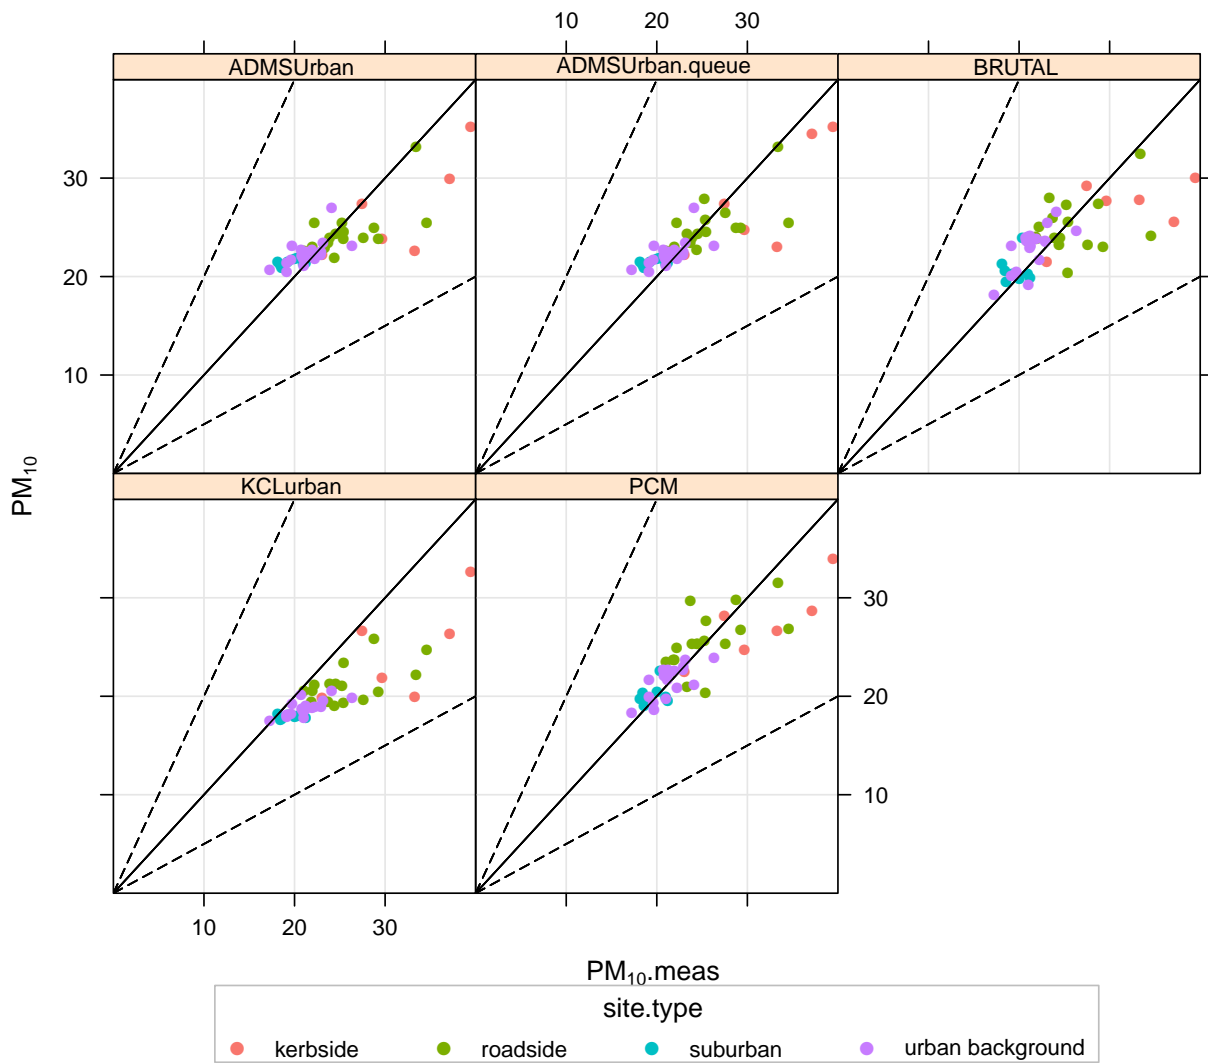 10 30
ADMSUrban ADMSUrban.queue BRUTAL
30
20
10
KCLurban PCM
PM₁₀
30
20
10
10 20 30
PM₁₀.meas
site.type
kerbside roadside suburban urban background